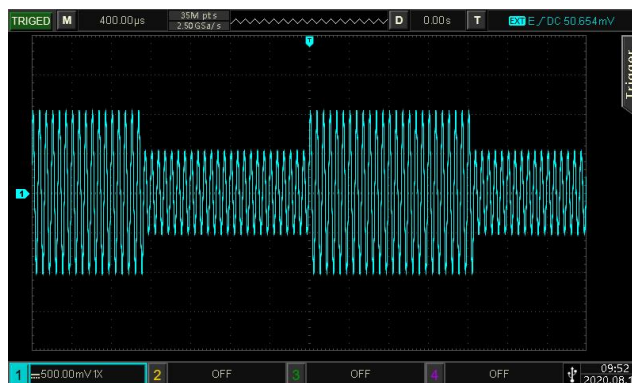 TRIGED M 400.00μs 35M pts D 0.00s T EXT E DC 50.654mV
2.50GSa/s
T
Trigger
1
1 500.00mV 1X 2 OFF 3 OFF 4 OFF 09:52
2020.08.